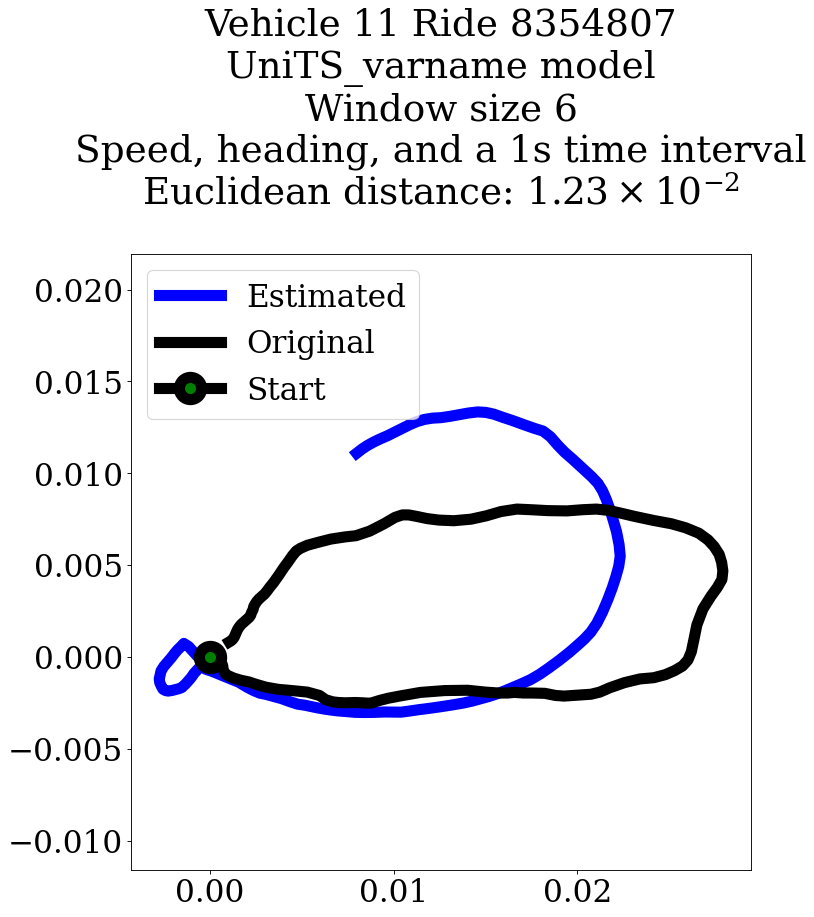 Vehicle 11 Ride 8354807
UniTS_varname model
Window size 6
Speed, heading, and a 1s time interval
Euclidean distance: 1.23 × 10⁻²
Estimated
Original
Start
0.020
0.015
0.010
0.005
0.000
−0.005
−0.010
0.00 0.01 0.02